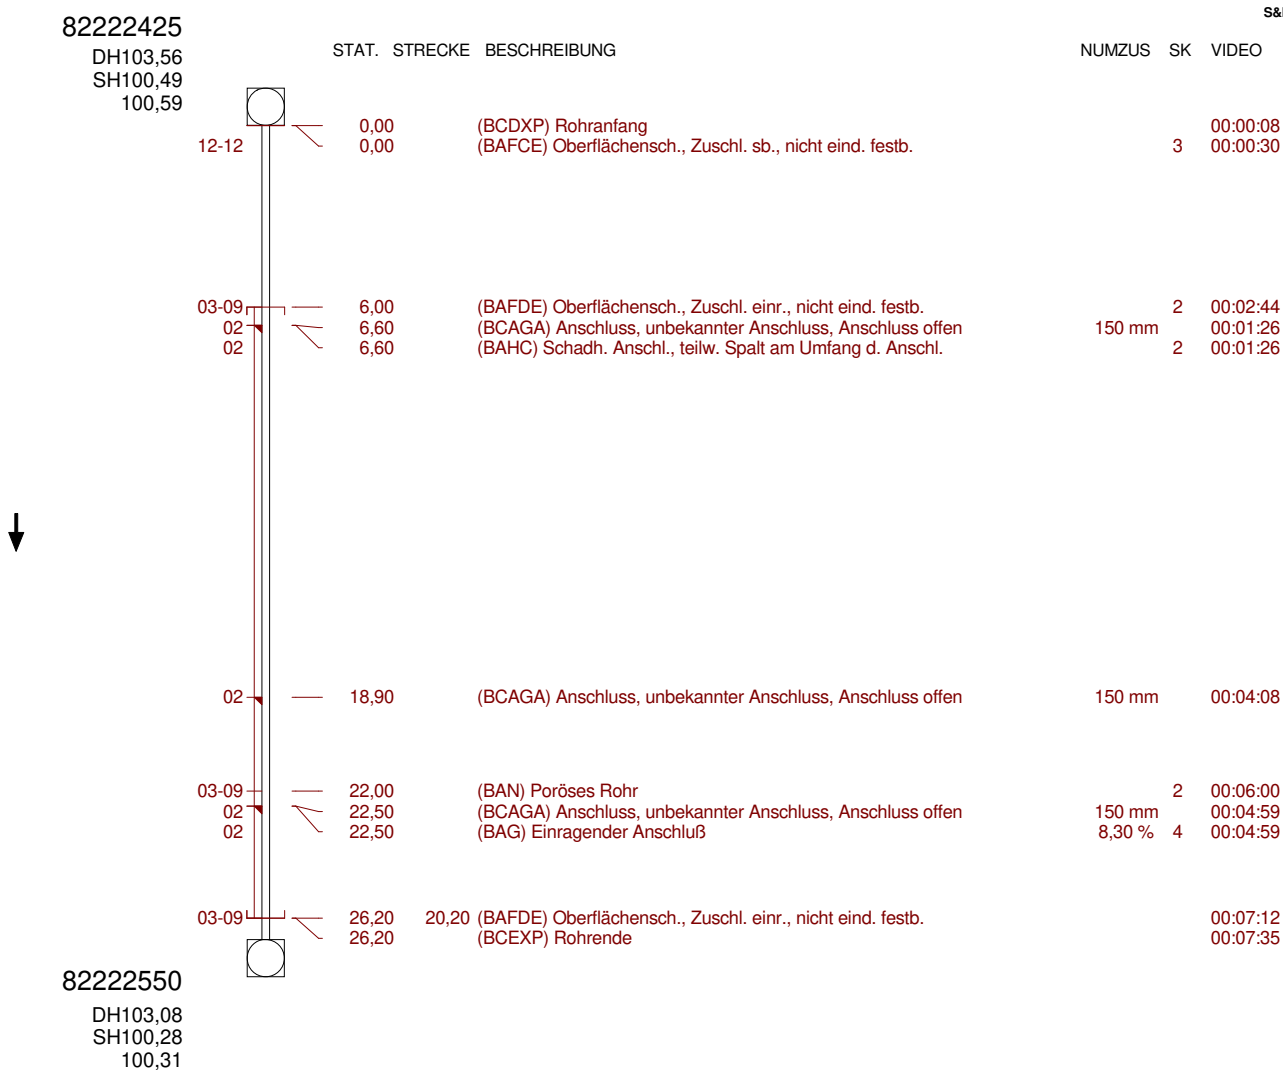 S&
82222425
DH103,56
SH100,49
100,59
STAT. STRECKE BESCHREIBUNG NUMZUS SK VIDEO
0,00 (BCDXP) Rohranfang 00:00:08
12-12 0,00 (BAFCE) Oberflächensch., Zuschl. sb., nicht eind. festb. 3 00:00:30
03-09 6,00 (BAFDE) Oberflächensch., Zuschl. einr., nicht eind. festb. 2 00:02:44
02 6,60 (BCAGA) Anschluss, unbekannter Anschluss, Anschluss offen 150 mm 00:01:26
02 6,60 (BAHC) Schadh. Anschl., teilw. Spalt am Umfang d. Anschl. 2 00:01:26
02 18,90 (BCAGA) Anschluss, unbekannter Anschluss, Anschluss offen 150 mm 00:04:08
03-09 22,00 (BAN) Poröses Rohr 2 00:06:00
02 22,50 (BCAGA) Anschluss, unbekannter Anschluss, Anschluss offen 150 mm 00:04:59
02 22,50 (BAG) Einragender Anschluß 8,30 % 4 00:04:59
03-09 26,20 20,20 (BAFDE) Oberflächensch., Zuschl. einr., nicht eind. festb. 00:07:12
26,20 (BCEXP) Rohrende 00:07:35
82222550
DH103,08
SH100,28
100,31